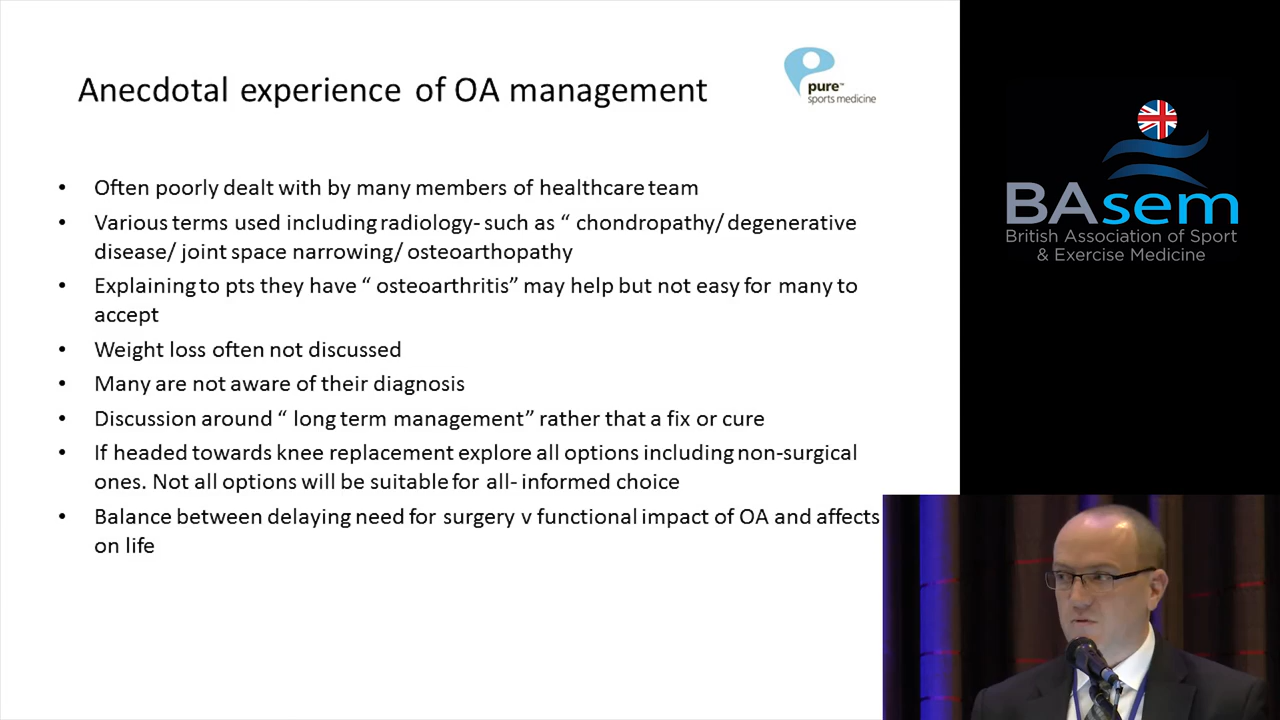 Anecdotal experience of OA management
pure™
sports medicine
• Often poorly dealt with by many members of healthcare team
• Various terms used including radiology- such as “ chondropathy/ degenerative
disease/ joint space narrowing/ osteoarthopathy
• Explaining to pts they have “ osteoarthritis” may help but not easy for many to
accept
• Weight loss often not discussed
• Many are not aware of their diagnosis
• Discussion around “ long term management” rather that a fix or cure
• If headed towards knee replacement explore all options including non-surgical
ones. Not all options will be suitable for all- informed choice
• Balance between delaying need for surgery v functional impact of OA and affects
on life
BAsem
British Association of Sport
& Exercise Medicine